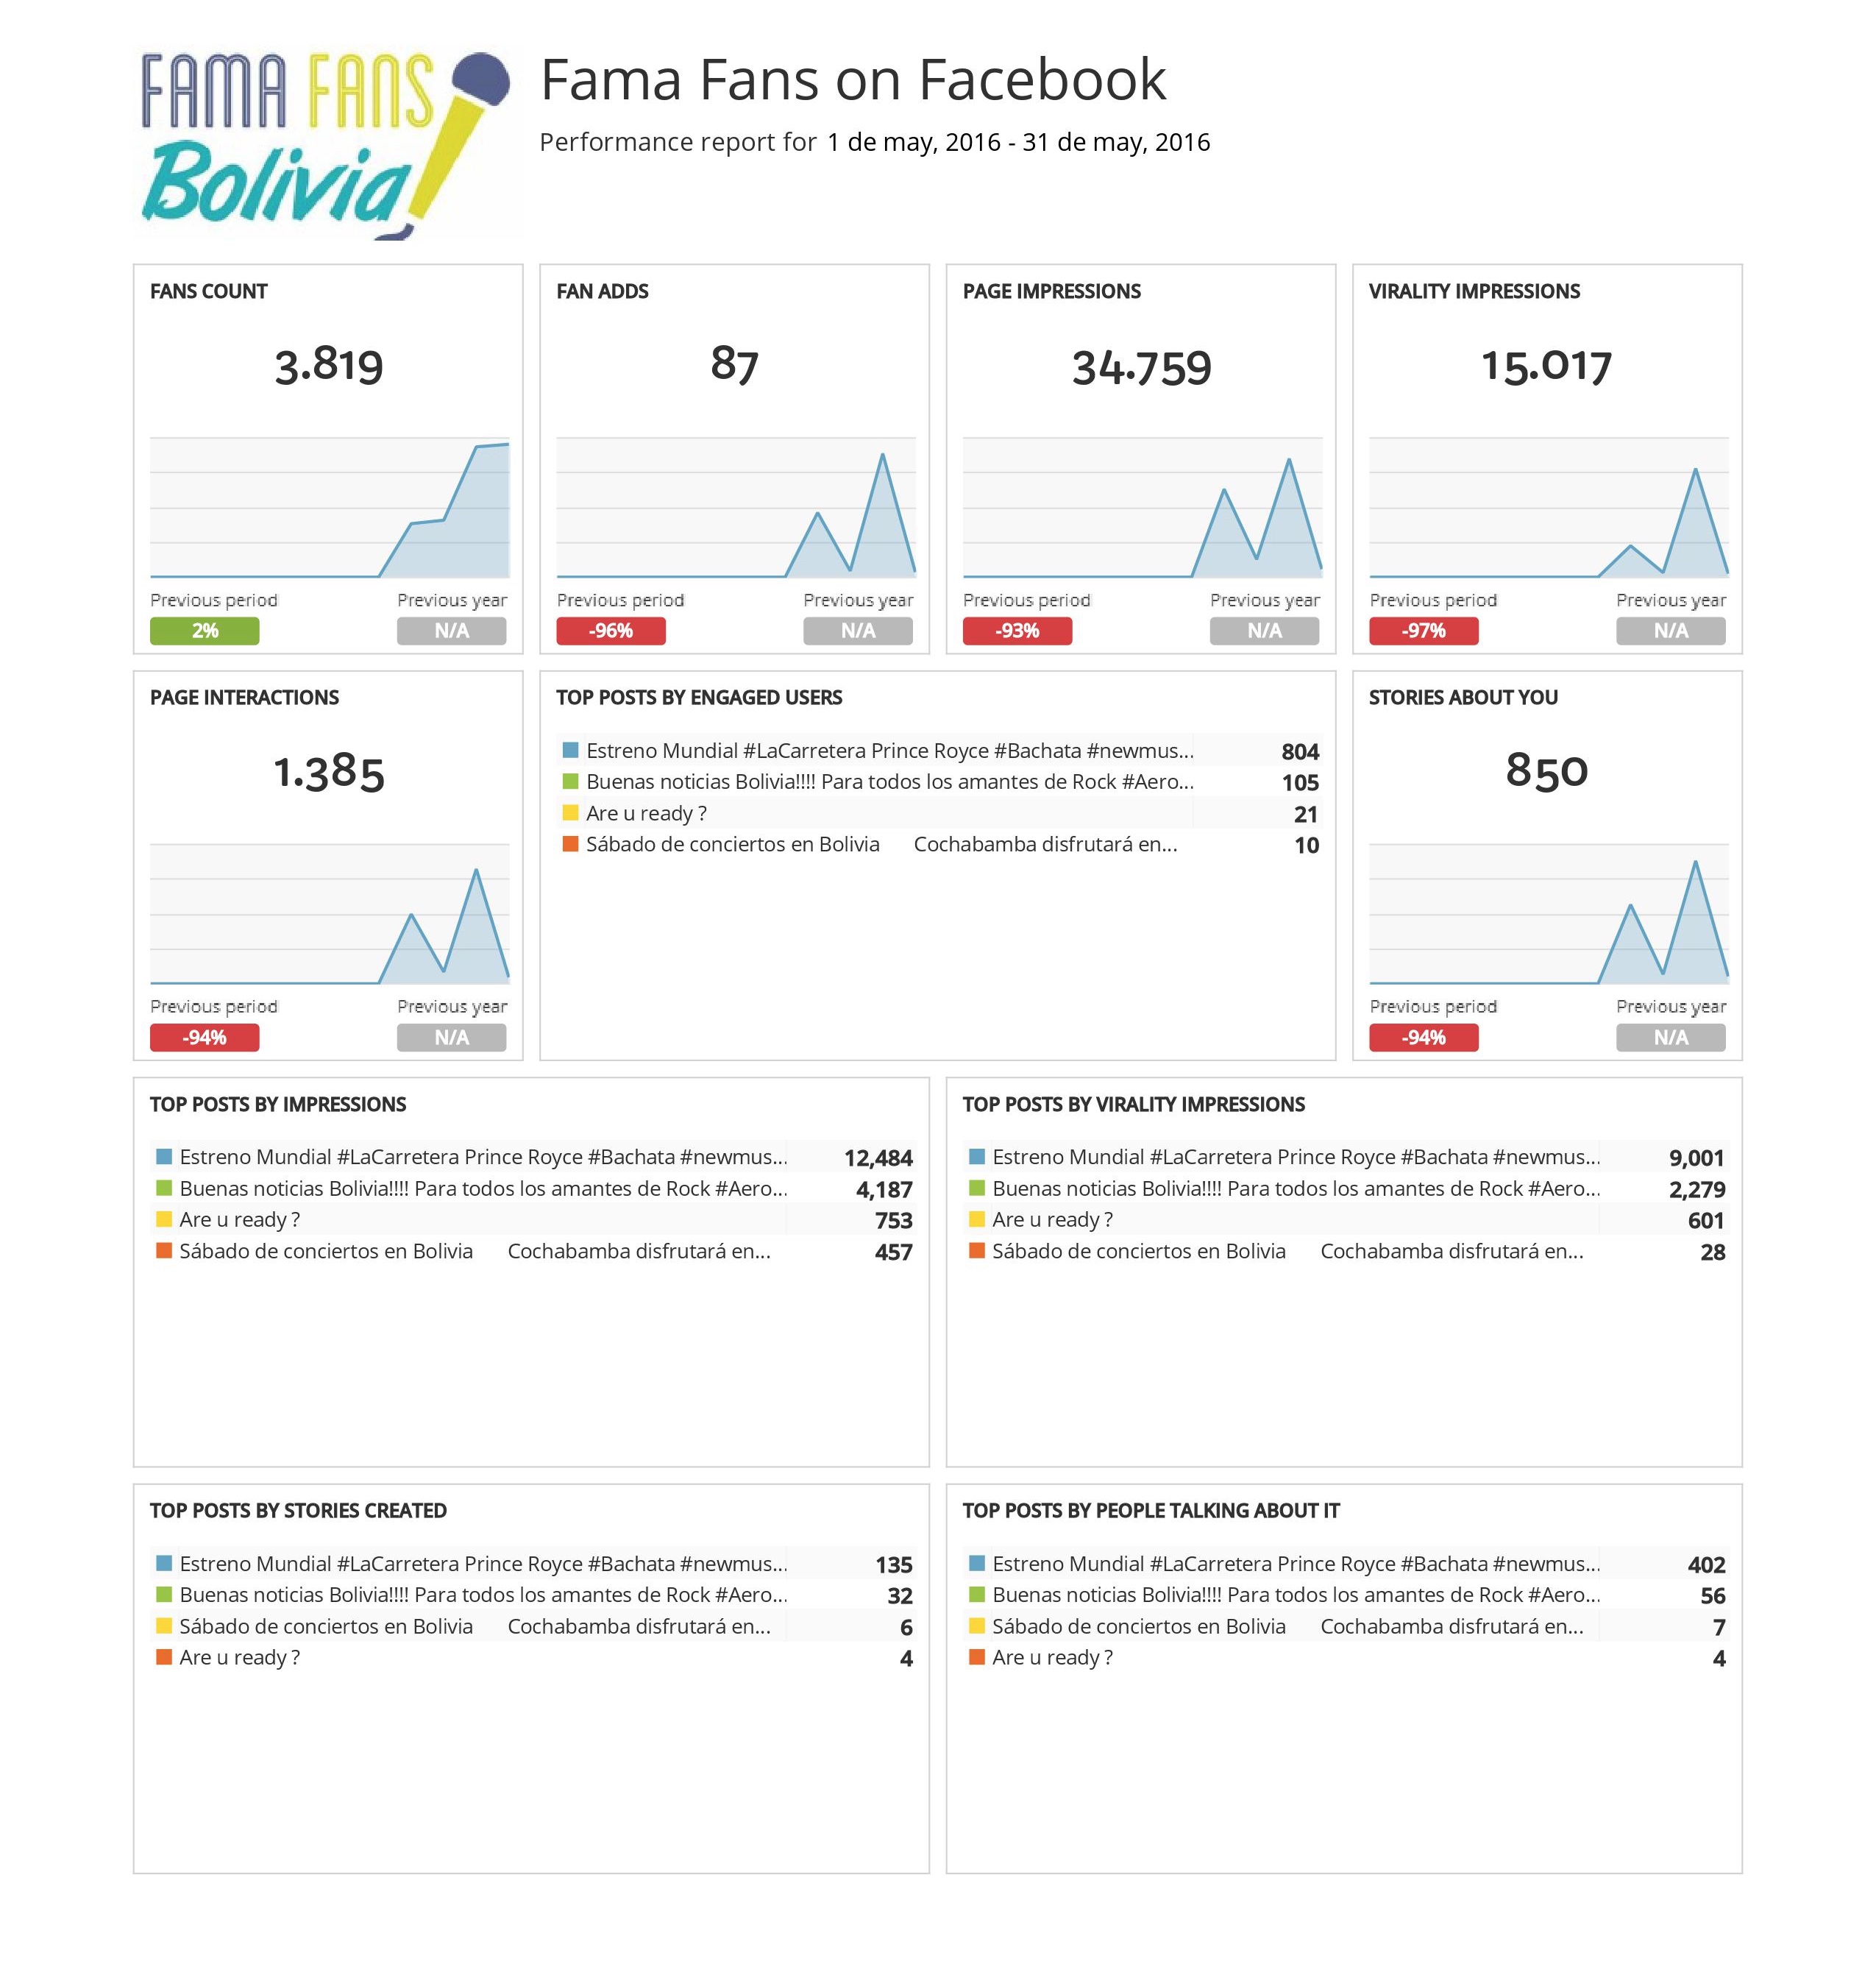 FAMA FANS
Bolivia!
Fama Fans on Facebook
Performance report for 1 de may, 2016 - 31 de may, 2016
FANS COUNT
3.819
Previous period Previous year
2% N/A
FAN ADDS
87
Previous period Previous year
-96% N/A
PAGE IMPRESSIONS
34.759
Previous period Previous year
-93% N/A
VIRALITY IMPRESSIONS
15.017
Previous period Previous year
-97% N/A
PAGE INTERACTIONS
1.385
Previous period Previous year
-94% N/A
TOP POSTS BY ENGAGED USERS
Estreno Mundial #LaCarretera Prince Royce #Bachata #newmus... 804
Buenas noticias Bolivia!!!! Para todos los amantes de Rock #Aero... 105
Are u ready ? 21
Sábado de conciertos en Bolivia Cochabamba disfrutará en... 10
STORIES ABOUT YOU
850
Previous period Previous year
-94% N/A
TOP POSTS BY IMPRESSIONS
Estreno Mundial #LaCarretera Prince Royce #Bachata #newmus... 12,484
Buenas noticias Bolivia!!!! Para todos los amantes de Rock #Aero... 4,187
Are u ready ? 753
Sábado de conciertos en Bolivia Cochabamba disfrutará en... 457
TOP POSTS BY VIRALITY IMPRESSIONS
Estreno Mundial #LaCarretera Prince Royce #Bachata #newmus... 9,001
Buenas noticias Bolivia!!!! Para todos los amantes de Rock #Aero... 2,279
Are u ready ? 601
Sábado de conciertos en Bolivia Cochabamba disfrutará en... 28
TOP POSTS BY STORIES CREATED
Estreno Mundial #LaCarretera Prince Royce #Bachata #newmus... 135
Buenas noticias Bolivia!!!! Para todos los amantes de Rock #Aero... 32
Sábado de conciertos en Bolivia Cochabamba disfrutará en... 6
Are u ready ? 4
TOP POSTS BY PEOPLE TALKING ABOUT IT
Estreno Mundial #LaCarretera Prince Royce #Bachata #newmus... 402
Buenas noticias Bolivia!!!! Para todos los amantes de Rock #Aero... 56
Sábado de conciertos en Bolivia Cochabamba disfrutará en... 7
Are u ready ? 4